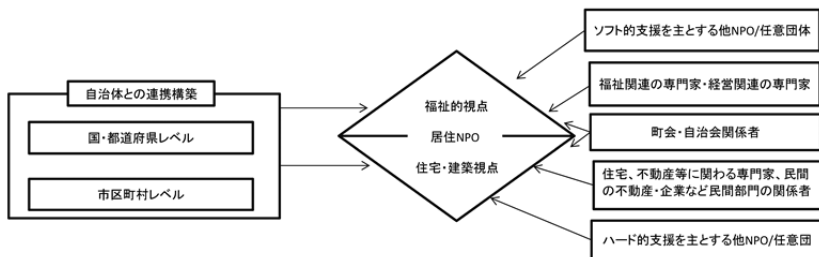 自治体との連携構築
国・都道府県レベル
市区町村レベル
福祉的視点
居住NPO
住宅・建築視点
ソフト的支援を主とする他NPO/任意団体
福祉関連の専門家・経営関連の専門家
町会・自治会関係者
住宅、不動産等に関わる専門家、民間
の不動産・企業など民間部門の関係者
ハード的支援を主とする他NPO/任意団